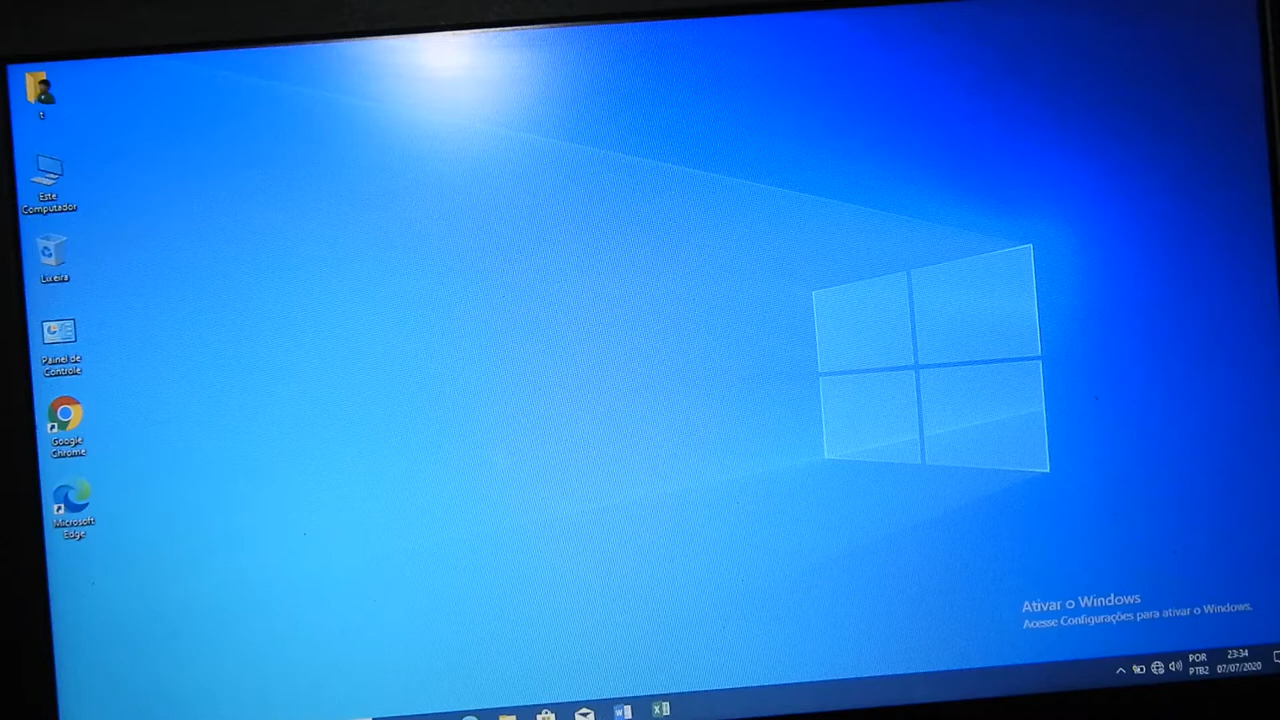 t
Este
Computador
Lixeira
Painel de
Controle
Google
Chrome
Microsoft
Edge
Ativar o Windows
Acesse Configurações para ativar o Windows.
POR
PTB2
23:34
07/07/2020